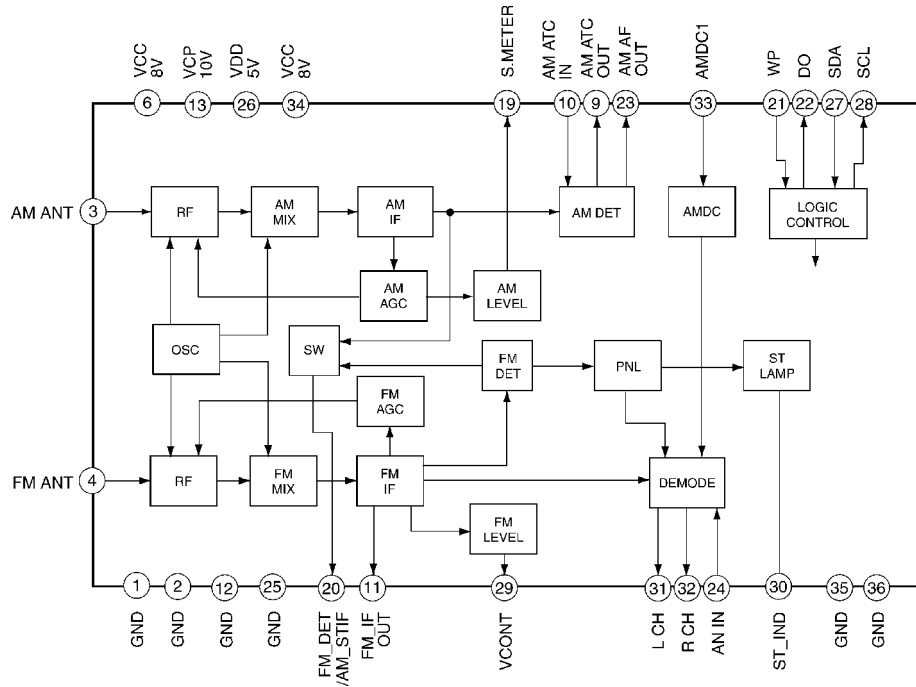 VCC
8V
VCP
10V
VDD
5V
VCC
8V
S.METER
AM ATC
IN
AM ATC
OUT
AM AF
OUT
AMDC1
WP
DO
SDA
SCL
6
13
26
34
19
10
9
23
33
21
22
27
28
AM ANT
3
RF
AM
MIX
AM
IF
AM DET
AMDC
LOGIC
CONTROL
AM
AGC
AM
LEVEL
OSC
SW
FM
DET
PNL
ST
LAMP
FM
AGC
FM ANT
4
RF
FM
MIX
FM
IF
DEMODE
FM
LEVEL
1
2
12
25
20
11
29
31
32
24
30
35
36
GND
GND
GND
GND
FM_DET
/AM_STIF
FM_IF
OUT
VCONT
L CH
R CH
AN IN
ST_IND
GND
GND